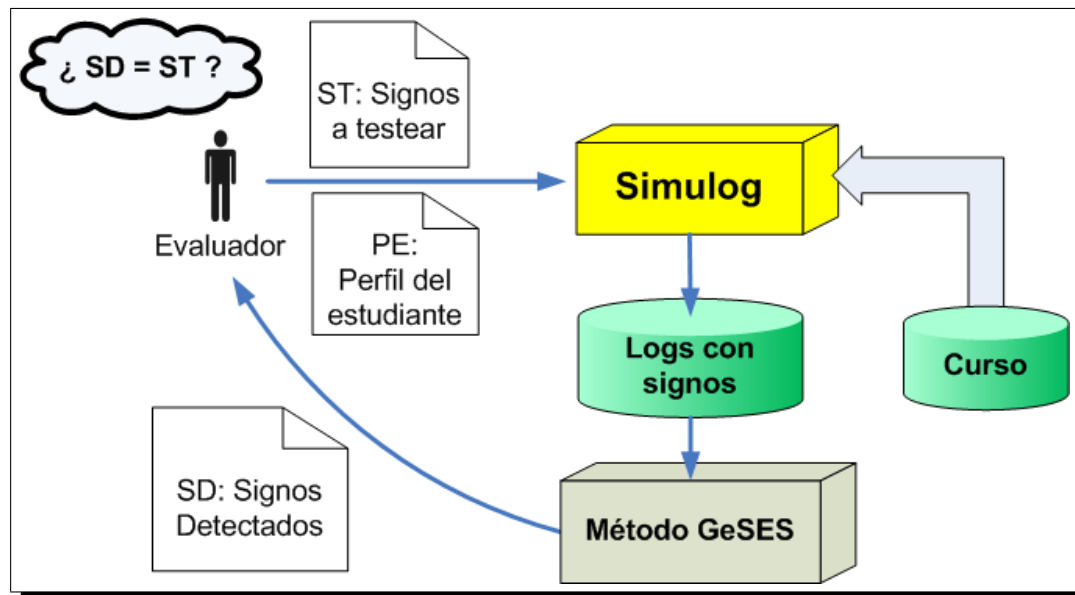 ¿ SD = ST ?
ST: Signos
a testear
Simulog
Evaluador
PE:
Perfil del
estudiante
Logs con
signos
Curso
SD: Signos
Detectados
Método GeSES